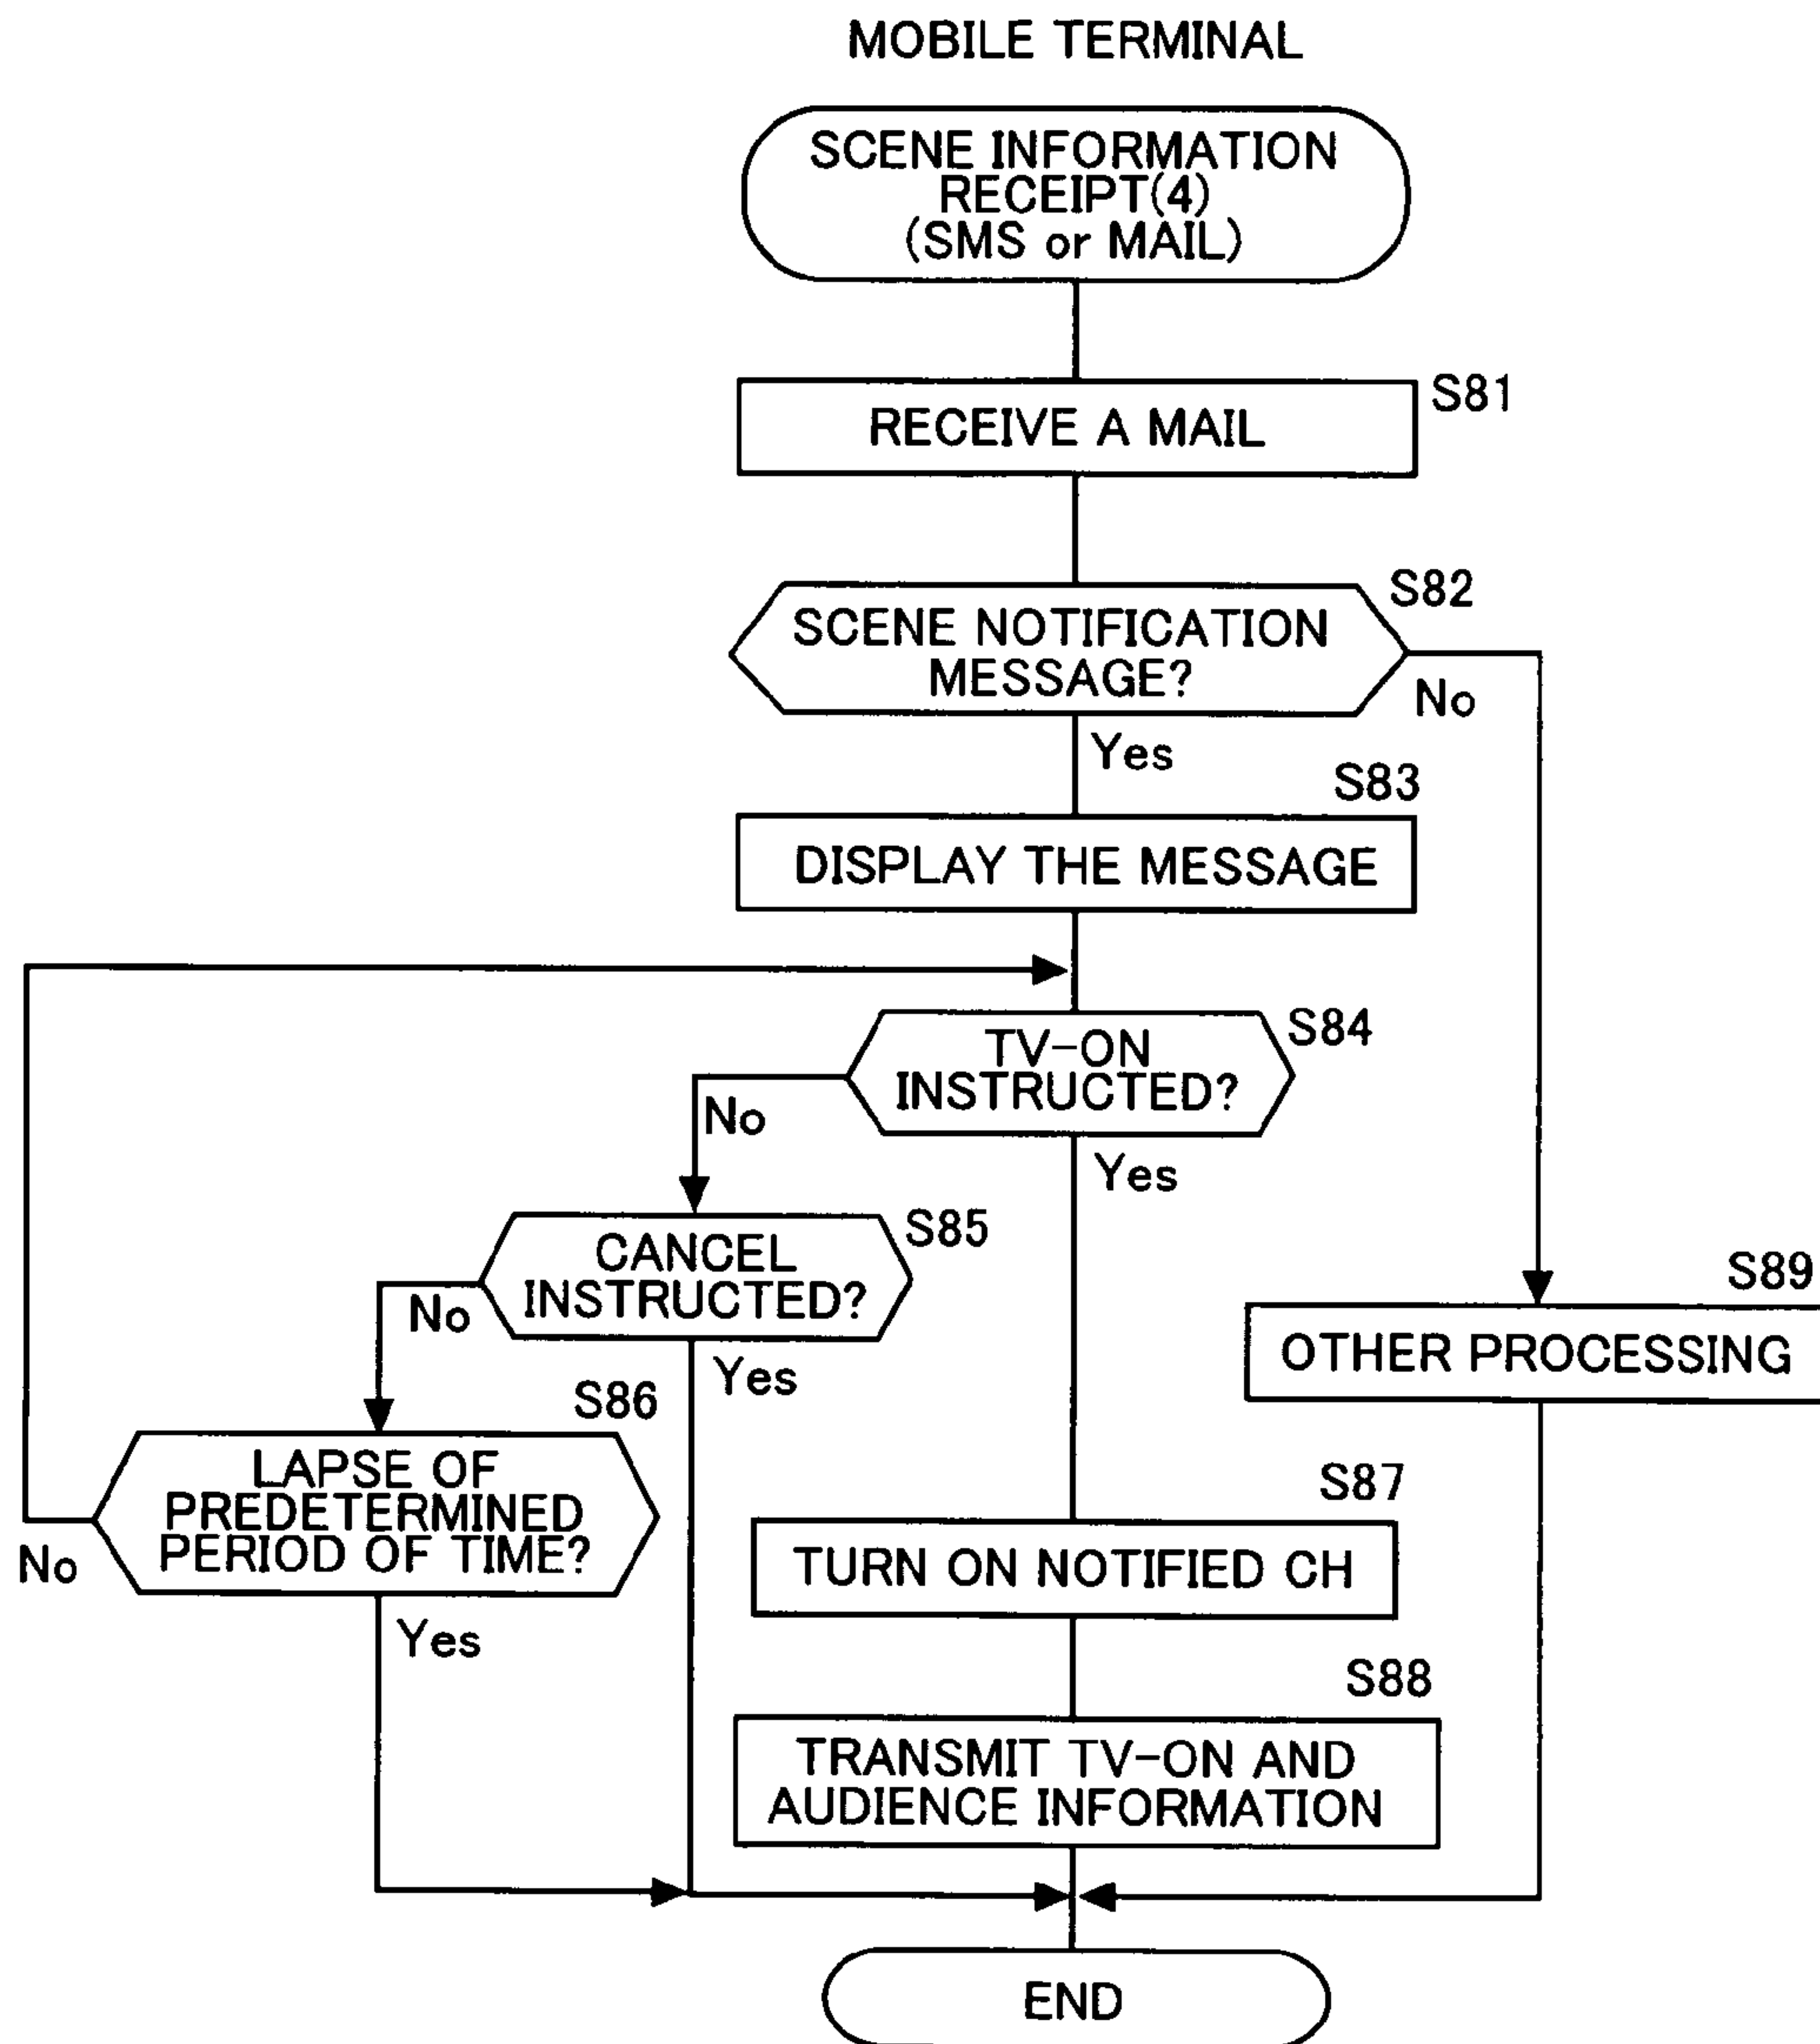 MOBILE TERMINAL
SCENE INFORMATION
RECEIPT(4)
(SMS or MAIL)
S81
RECEIVE A MAIL
S82
SCENE NOTIFICATION
MESSAGE?
No
Yes
S83
DISPLAY THE MESSAGE
S84
TV-ON
INSTRUCTED?
No
Yes
S85
CANCEL
INSTRUCTED?
No
Yes
S89
OTHER PROCESSING
S86
LAPSE OF
PREDETERMINED
PERIOD OF TIME?
No
Yes
S87
TURN ON NOTIFIED CH
S88
TRANSMIT TV-ON AND
AUDIENCE INFORMATION
END